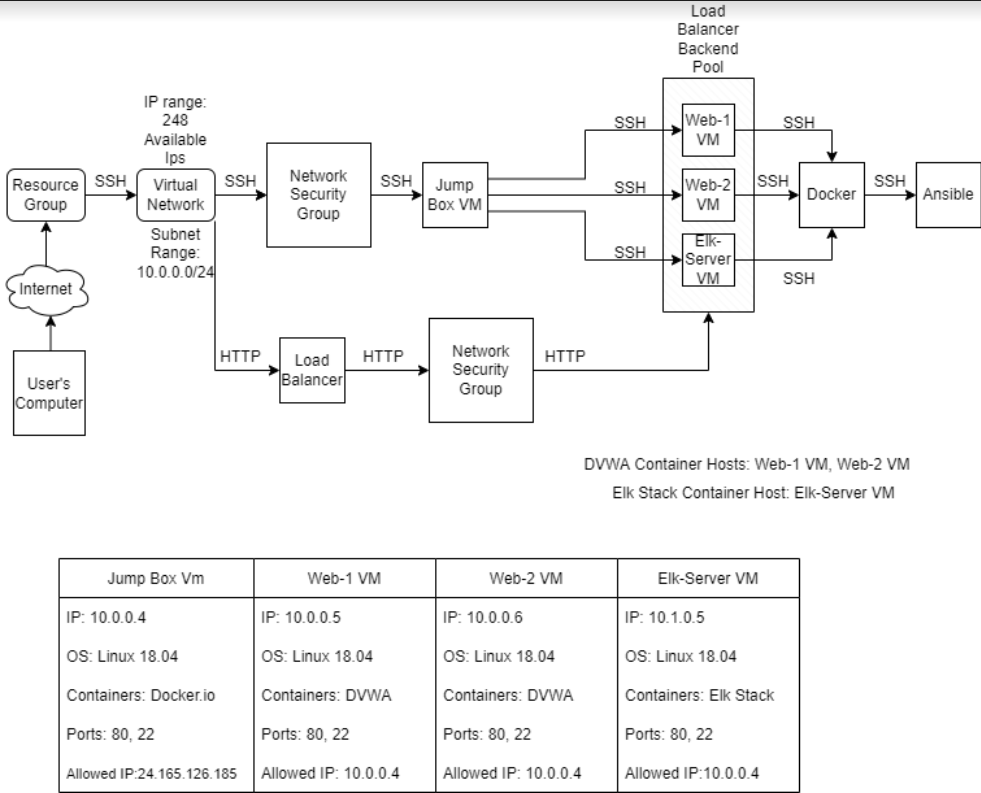 Load
Balancer
Backend
Pool
IP range:
248
Available
Ips
Resource
Group
SSH
Virtual
Network
SSH
Network
Security
Group
SSH
Jump
Box VM
SSH
Web-1
VM
SSH
SSH
Web-2
VM
SSH
SSH
Elk-
Server
VM
SSH
Docker
SSH
Ansible
Subnet
Range:
10.0.0.0/24
Internet
User's
Computer
HTTP
Load
Balancer
HTTP
Network
Security
Group
HTTP
DVWA Container Hosts: Web-1 VM, Web-2 VM
Elk Stack Container Host: Elk-Server VM
Jump Box Vm
Web-1 VM
Web-2 VM
Elk-Server VM
IP: 10.0.0.4
IP: 10.0.0.5
IP: 10.0.0.6
IP: 10.1.0.5
OS: Linux 18.04
OS: Linux 18.04
OS: Linux 18.04
OS: Linux 18.04
Containers: Docker.io
Containers: DVWA
Containers: DVWA
Containers: Elk Stack
Ports: 80, 22
Ports: 80, 22
Ports: 80, 22
Ports: 80, 22
Allowed IP:24.165.126.185
Allowed IP: 10.0.0.4
Allowed IP: 10.0.0.4
Allowed IP:10.0.0.4